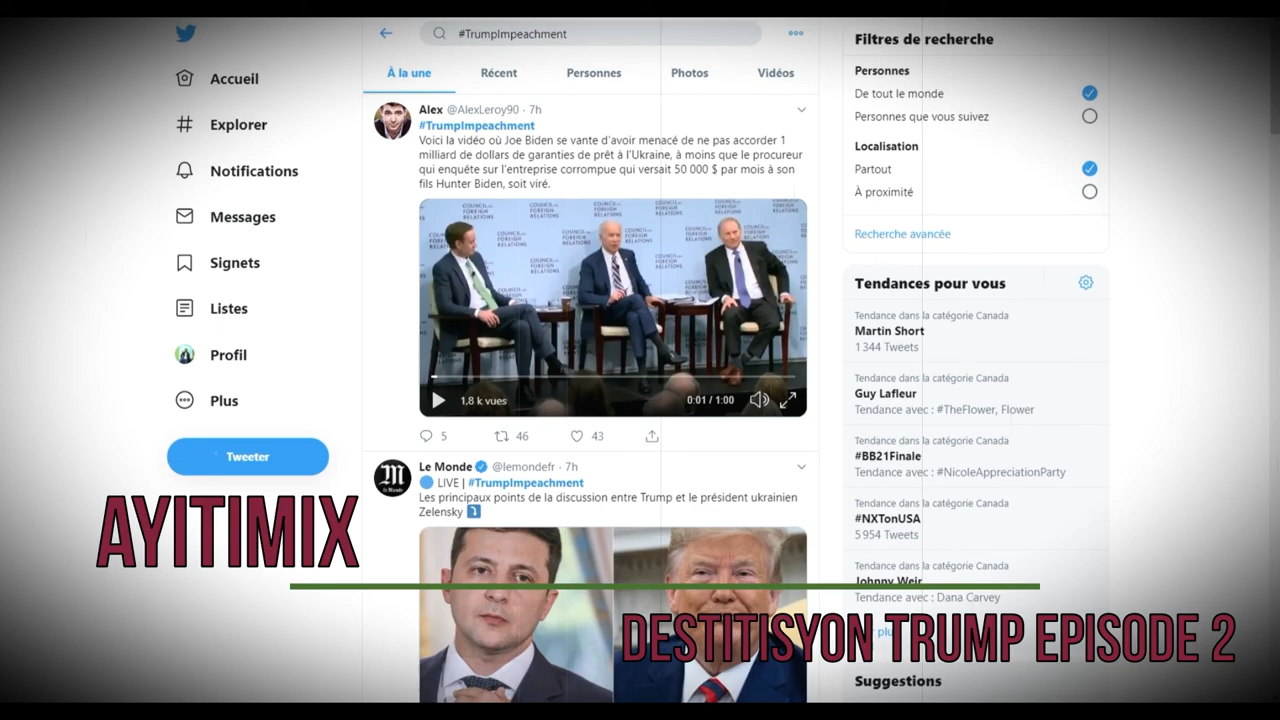 #TrumpImpeachment
Accueil
Explorer
Notifications
Messages
Signets
Listes
Profil
Plus
Tweeter
À la une
Récent
Personnes
Photos
Vidéos
Alex @AlexLeroy90 · 7h
#TrumpImpeachment
Voici la vidéo où Joe Biden se vante d'avoir menacé de ne pas accorder 1
milliard de dollars de garanties de prêt à l'Ukraine, à moins que le procureur
qui enquête sur l'entreprise corrompue qui versait 50 000 $ par mois à son
fils Hunter Biden, soit viré.
COUNCIL on
FOREIGN
RELATIONS
1,8 k vues
0:01 / 1:00
5
46
43
Le Monde @lemondefr · 7h
LIVE | #TrumpImpeachment
Les principaux points de la discussion entre Trump et le président ukrainien
Zelensky
Filtres de recherche
Personnes
De tout le monde
Personnes que vous suivez
Localisation
Partout
À proximité
Recherche avancée
Tendances pour vous
Tendance dans la catégorie Canada
Martin Short
1 344 Tweets
Tendance dans la catégorie Canada
Guy Lafleur
Tendance avec : #TheFlower, Flower
Tendance dans la catégorie Canada
#BB21Finale
Tendance avec : #NicoleAppreciationParty
Tendance dans la catégorie Canada
#NXTonUSA
5 954 Tweets
Tendance dans la catégorie Canada
Johnny Weir
Tendance avec : Dana Carvey
Suggestions
AYITIMIX
DESTITISYON TRUMP EPISODE 2